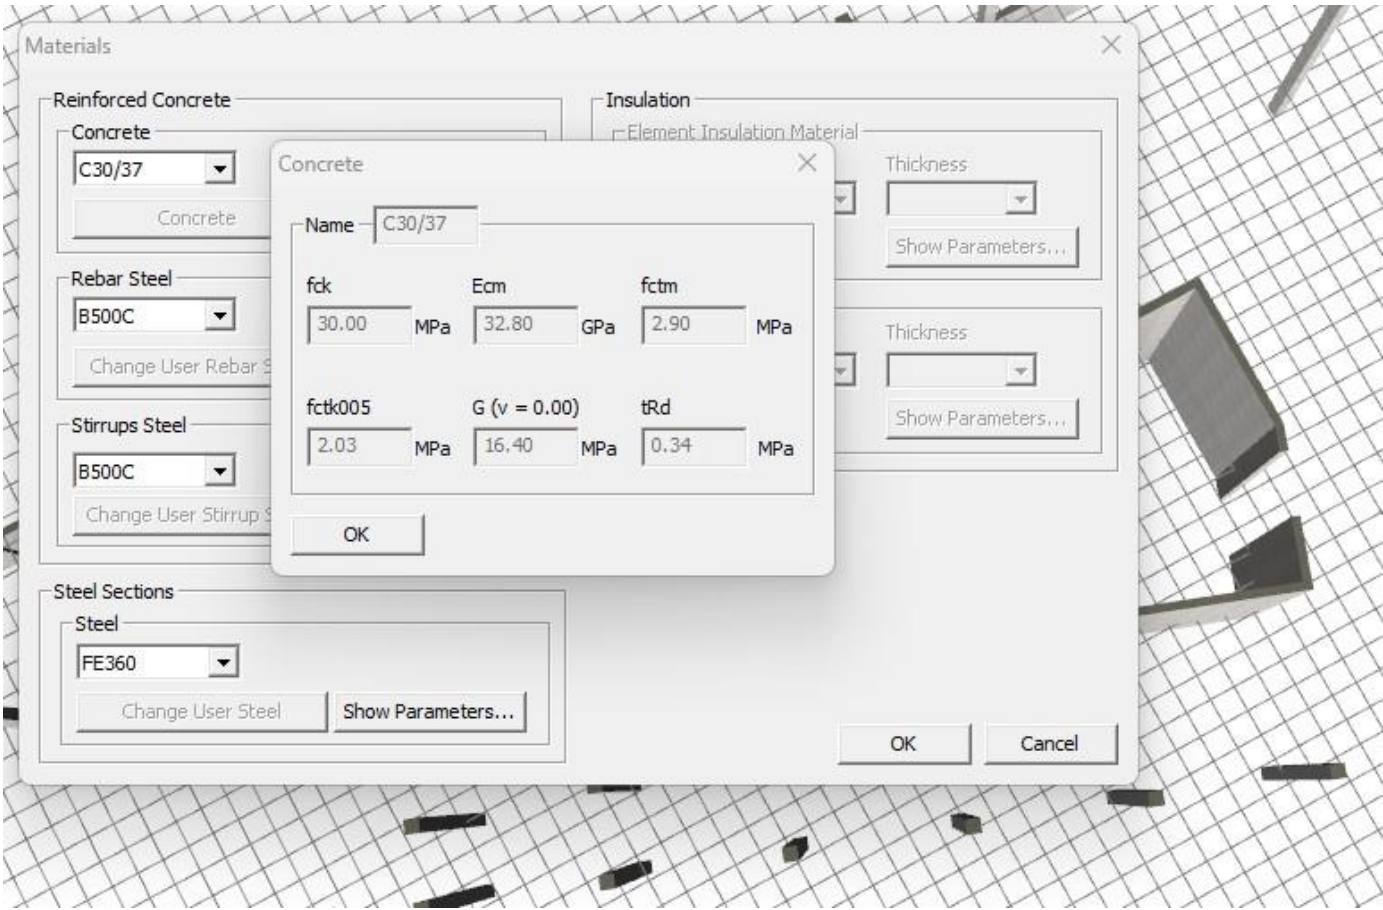 Materials
Reinforced Concrete
Concrete
C30/37
Concrete
Rebar Steel
B500C
Change User Rebar
Stirrups Steel
B500C
Change User Stirrup
Steel Sections
Steel
FE360
Change User Steel
Show Parameters...
Insulation
Element Insulation Material
Thickness
Show Parameters...
Thickness
Show Parameters...
OK
Cancel
Concrete
Name
C30/37
fck
Ecm
fctm
30.00 MPa
32.80 GPa
2.90 MPa
fctk005
G (v = 0.00)
tRd
2.03 MPa
16.40 MPa
0.34 MPa
OK